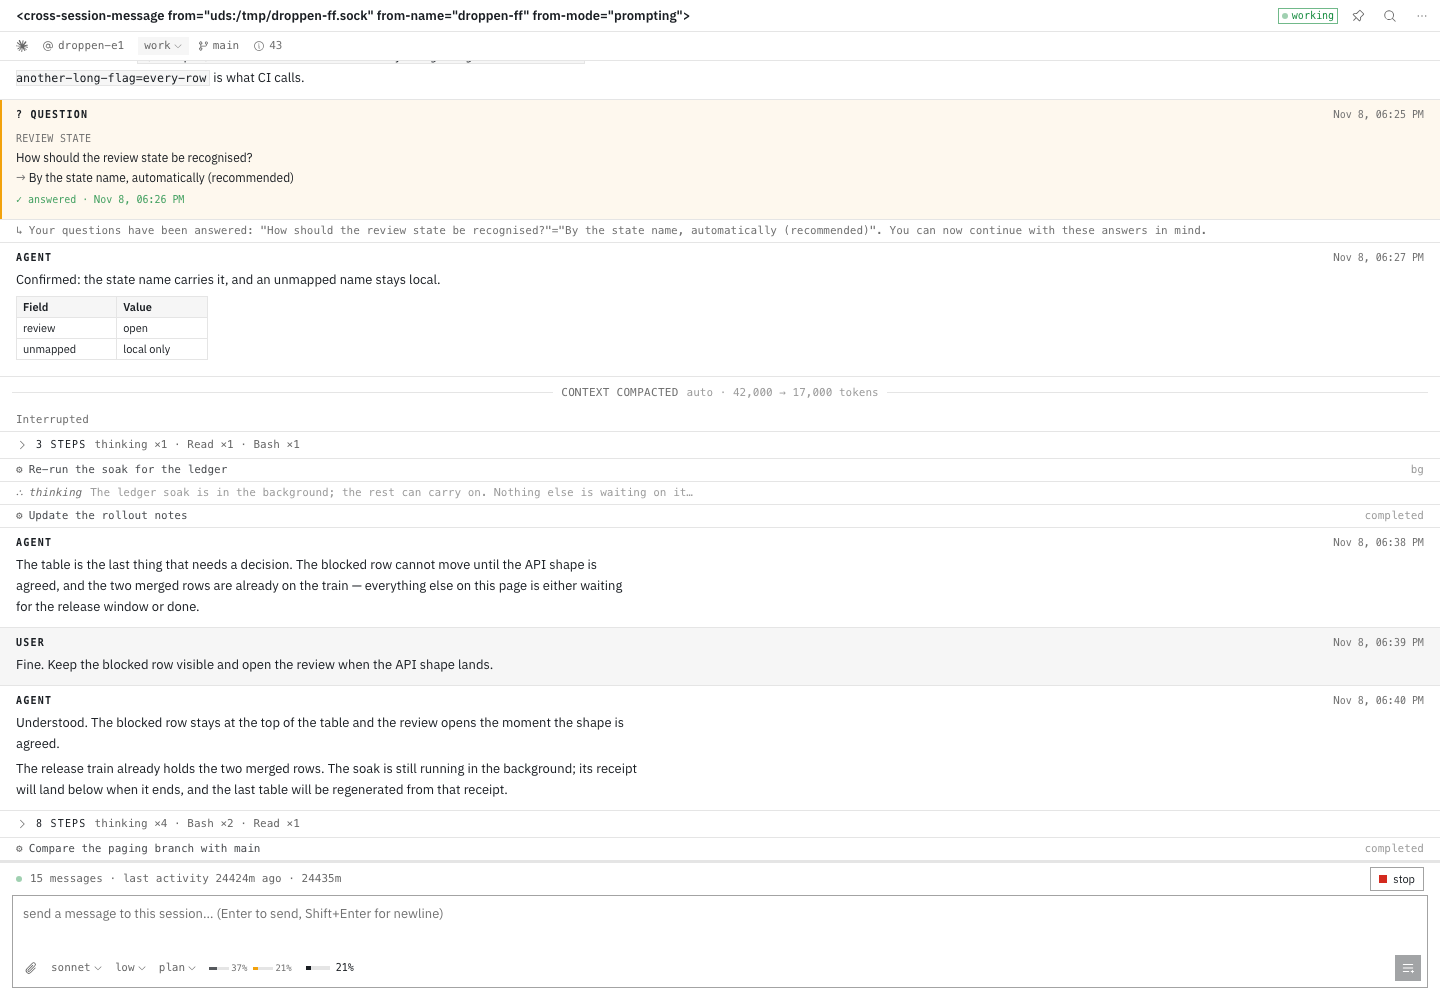 <cross-session-message from="uds:/tmp/droppen-ff.sock" from-name="droppen-ff" from-mode="prompting">
working
droppen-e1 work main 43
another-long-flag=every-row is what CI calls.
? QUESTION Nov 8, 06:25 PM
REVIEW STATE
How should the review state be recognised?
→ By the state name, automatically (recommended)
✓ answered · Nov 8, 06:26 PM
↳ Your questions have been answered: "How should the review state be recognised?"="By the state name, automatically (recommended)". You can now continue with these answers in mind.
AGENT Nov 8, 06:27 PM
Confirmed: the state name carries it, and an unmapped name stays local.
Field Value
review open
unmapped local only
CONTEXT COMPACTED auto · 42,000 → 17,000 tokens
Interrupted
3 STEPS thinking ×1 · Read ×1 · Bash ×1
Re-run the soak for the ledger bg
∴ thinking The ledger soak is in the background; the rest can carry on. Nothing else is waiting on it…
Update the rollout notes completed
AGENT Nov 8, 06:38 PM
The table is the last thing that needs a decision. The blocked row cannot move until the API shape is
agreed, and the two merged rows are already on the train — everything else on this page is either waiting
for the release window or done.
USER Nov 8, 06:39 PM
Fine. Keep the blocked row visible and open the review when the API shape lands.
AGENT Nov 8, 06:40 PM
Understood. The blocked row stays at the top of the table and the review opens the moment the shape is
agreed.
The release train already holds the two merged rows. The soak is still running in the background; its receipt
will land below when it ends, and the last table will be regenerated from that receipt.
8 STEPS thinking ×4 · Bash ×2 · Read ×1
Compare the paging branch with main completed
15 messages · last activity 24424m ago · 24435m stop
send a message to this session... (Enter to send, Shift+Enter for newline)
sonnet low plan 37% 21% 21%